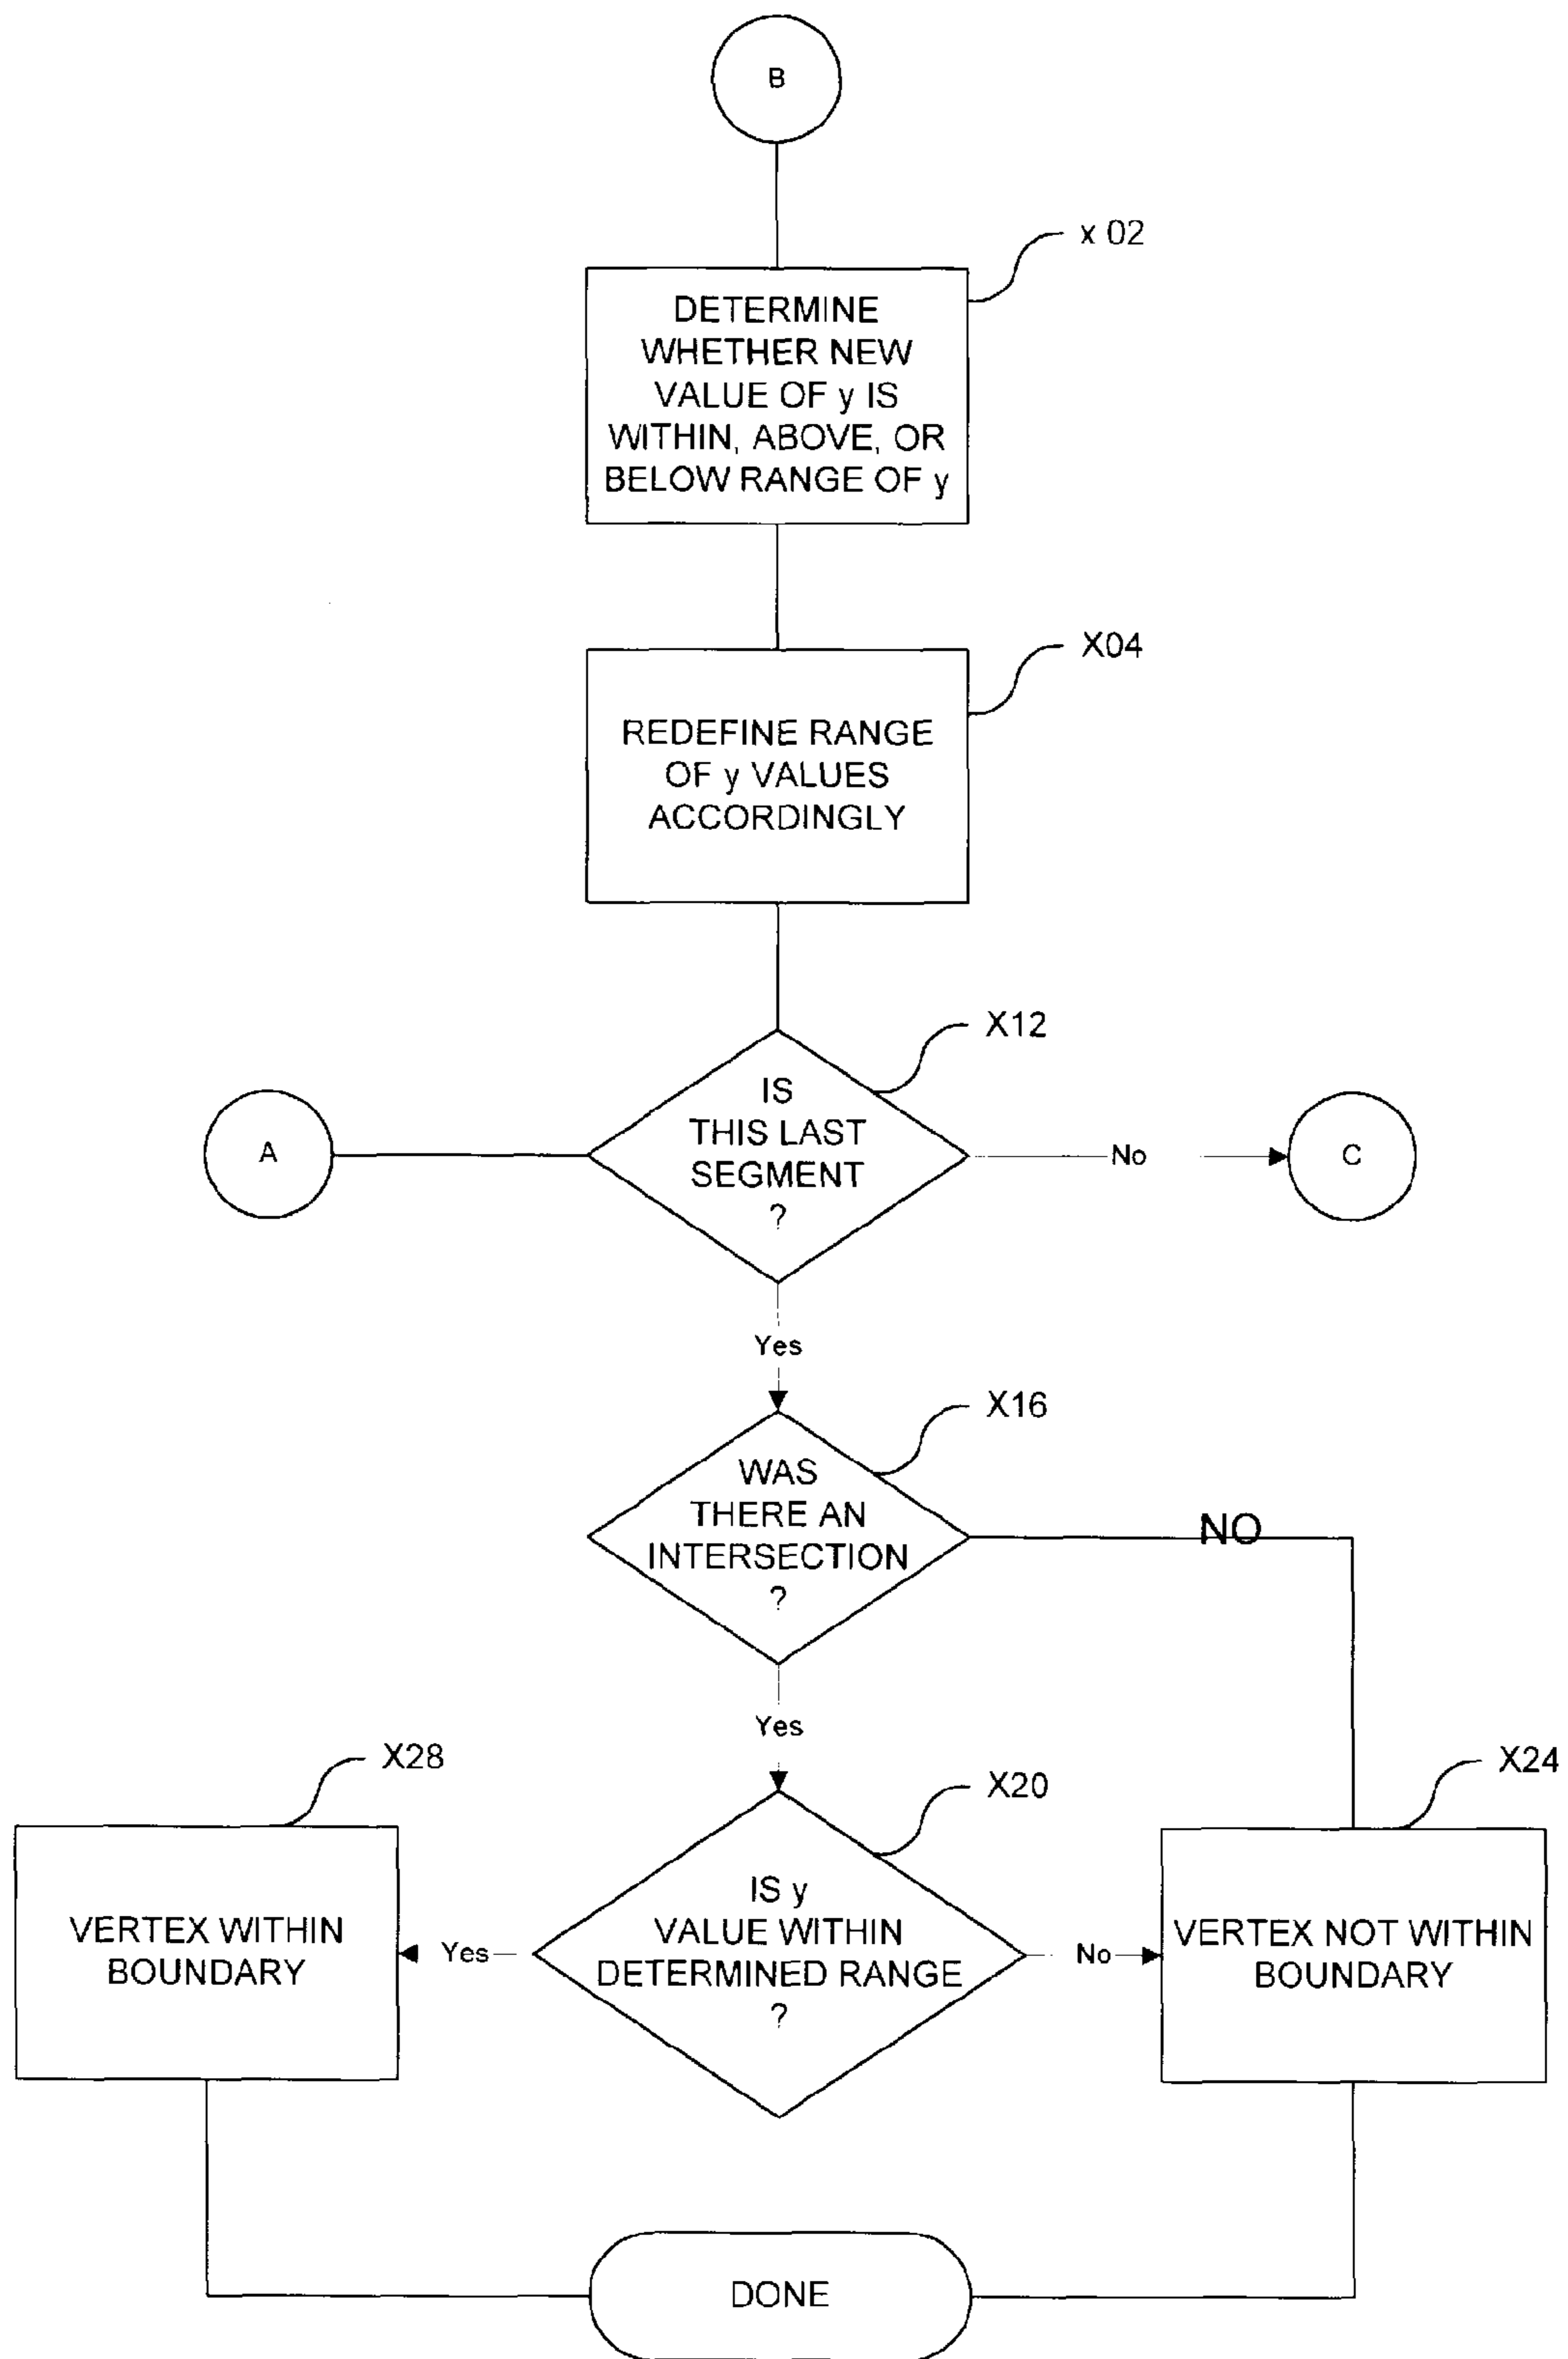 B
x 02
DETERMINE
WHETHER NEW
VALUE OF y IS
WITHIN, ABOVE, OR
BELOW RANGE OF y
X04
REDEFINE RANGE
OF y VALUES
ACCORDINGLY
X12
IS
THIS LAST
SEGMENT
?
A
No
C
Yes
X16
WAS
THERE AN
INTERSECTION
?
NO
Yes
X28
X20
X24
VERTEX WITHIN
BOUNDARY
Yes
IS y
VALUE WITHIN
DETERMINED RANGE
?
No
VERTEX NOT WITHIN
BOUNDARY
DONE